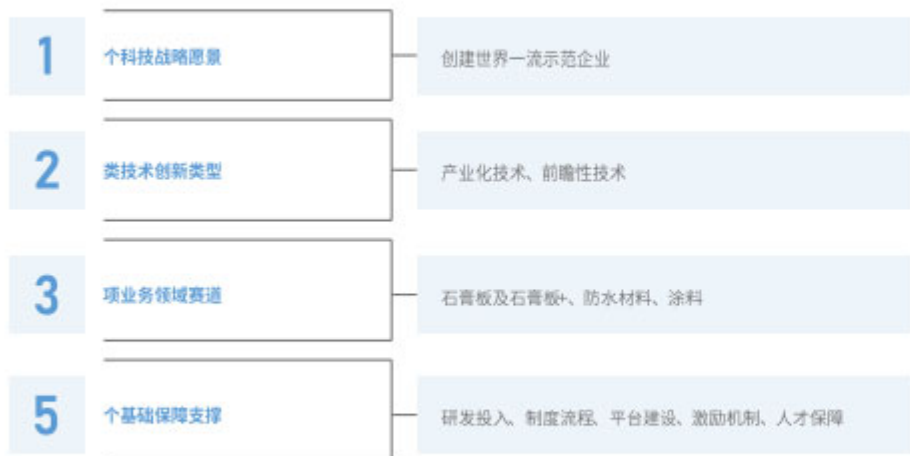 1 个科技战略愿景 创建世界一流示范企业
2 类技术创新类型 产业化技术、前瞻性技术
3 项业务领域赛道 石膏板及石膏板+、防水材料、涂料
5 个基础保障支撑 研发投入、制度流程、平台建设、激励机制、人才保障